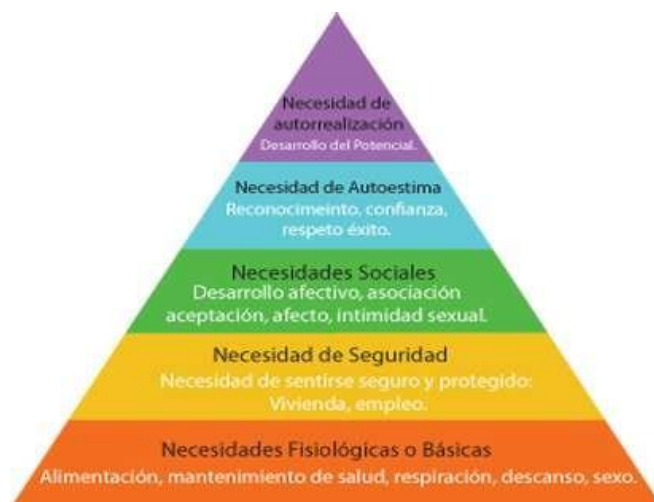 Necesidad de
autorrealización
Desarrollo del Potencial.
Necesidad de Autoestima
Reconocimeinto, confianza,
respeto éxito.
Necesidades Sociales
Desarrollo afectivo, asociación
aceptación, afecto, intimidad sexual.
Necesidad de Seguridad
Necesidad de sentirse seguro y protegido:
Vivienda, empleo.
Necesidades Fisiológicas o Básicas
Alimentación, mantenimiento de salud, respiración, descanso, sexo.